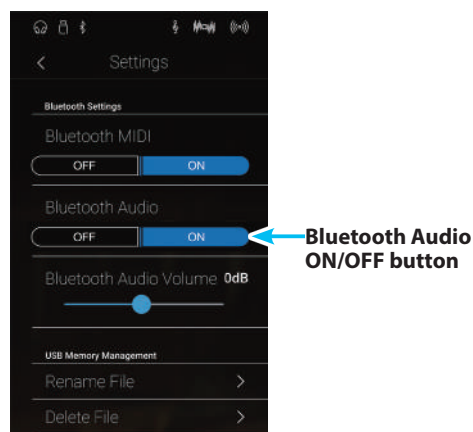 Settings
Bluetooth Settings
Bluetooth MIDI
OFF ON
Bluetooth Audio
OFF ON
Bluetooth Audio
ON/OFF button
Bluetooth Audio Volume 0dB
USB Memory Management
Rename File
Delete File